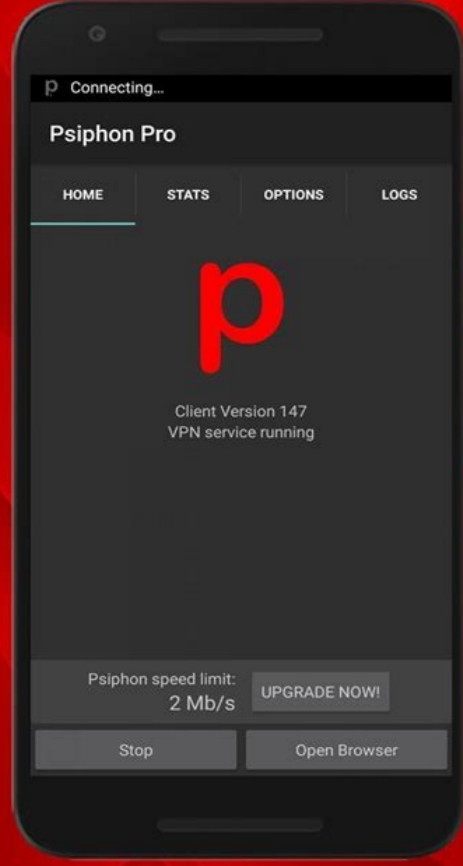 p Connecting...
Psiphon Pro
HOME STATS OPTIONS LOGS
p
Client Version 147
VPN service running
Psiphon speed limit:
2 Mb/s
UPGRADE NOW!
Stop Open Browser